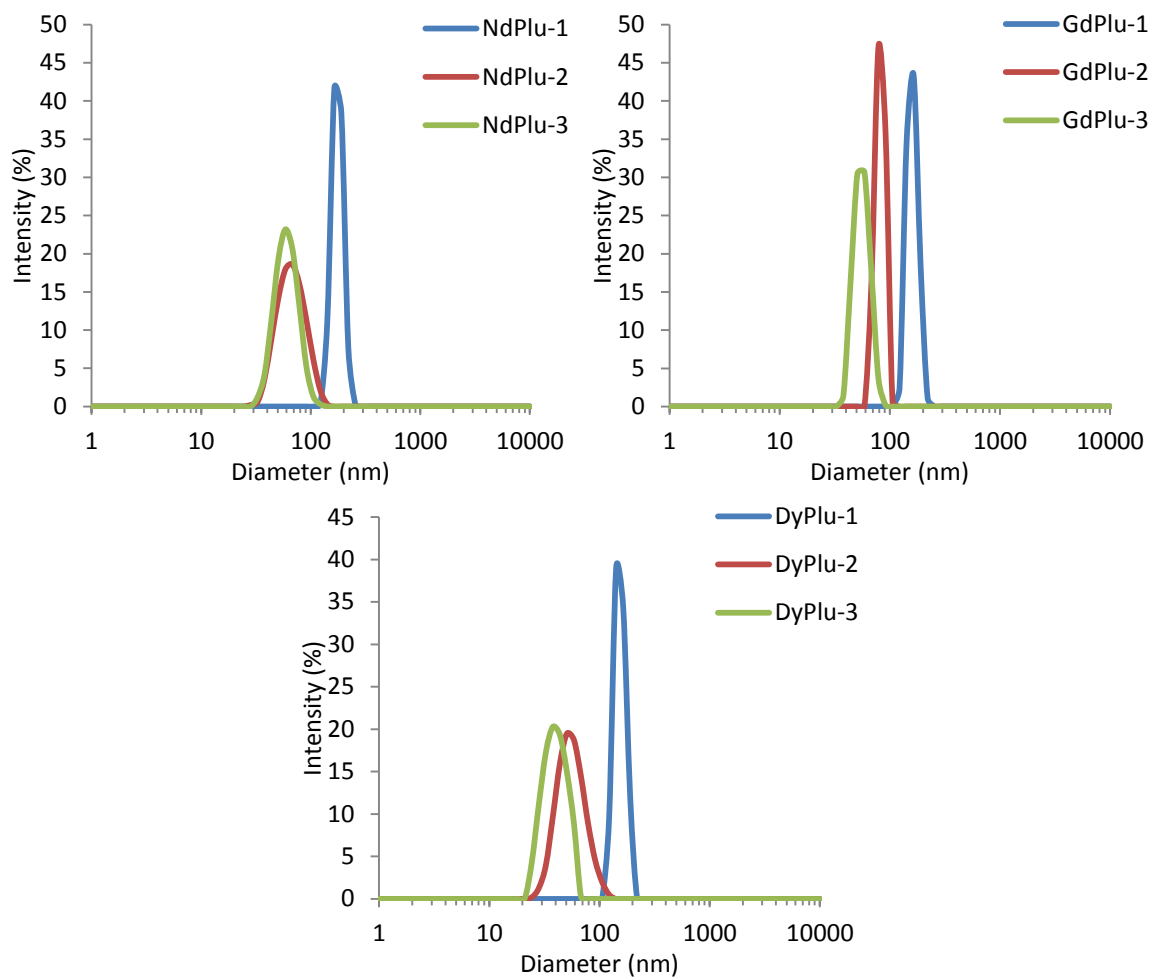 50
45
40
35
30
25
20
15
10
5
0
Intensity (%)
1 10 100 1000 10000
Diameter (nm)
NdPlu-1
NdPlu-2
NdPlu-3
50
45
40
35
30
25
20
15
10
5
0
Intensity (%)
1 10 100 1000 10000
Diameter (nm)
GdPlu-1
GdPlu-2
GdPlu-3
45
40
35
30
25
20
15
10
5
0
Intensity (%)
1 10 100 1000 10000
Diameter (nm)
DyPlu-1
DyPlu-2
DyPlu-3